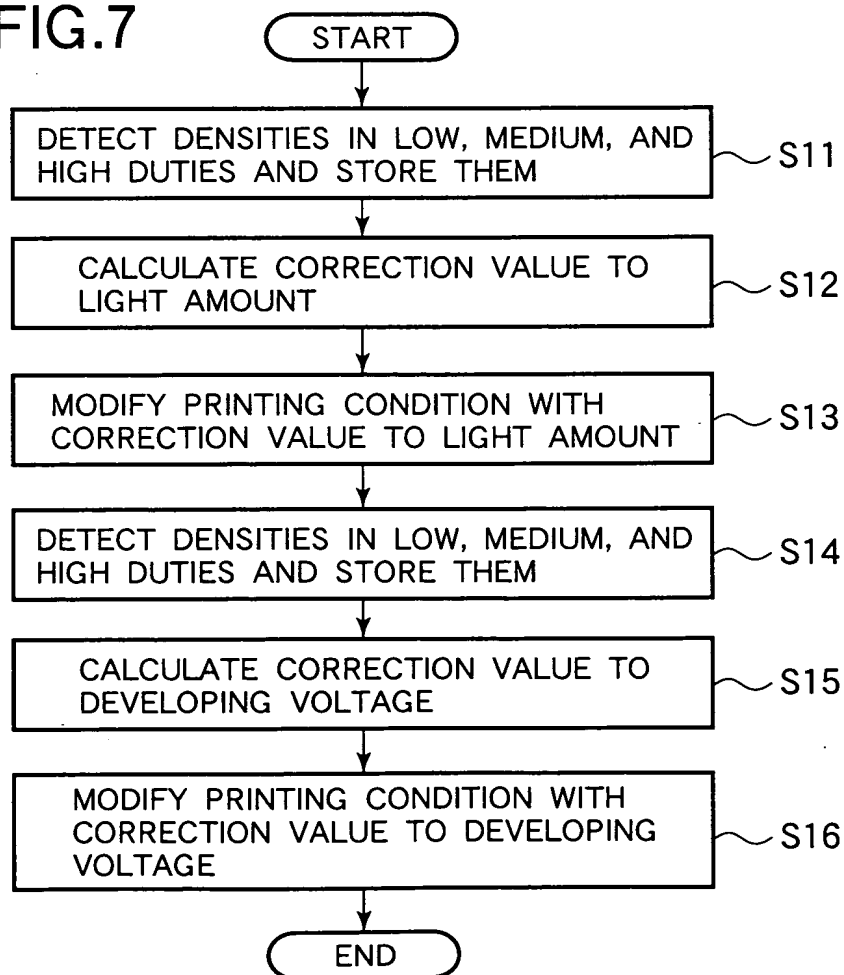 FIG.7
START
DETECT DENSITIES IN LOW, MEDIUM, AND
HIGH DUTIES AND STORE THEM
S11
CALCULATE CORRECTION VALUE TO
LIGHT AMOUNT
S12
MODIFY PRINTING CONDITION WITH
CORRECTION VALUE TO LIGHT AMOUNT
S13
DETECT DENSITIES IN LOW, MEDIUM, AND
HIGH DUTIES AND STORE THEM
S14
CALCULATE CORRECTION VALUE TO
DEVELOPING VOLTAGE
S15
MODIFY PRINTING CONDITION WITH
CORRECTION VALUE TO DEVELOPING
VOLTAGE
S16
END